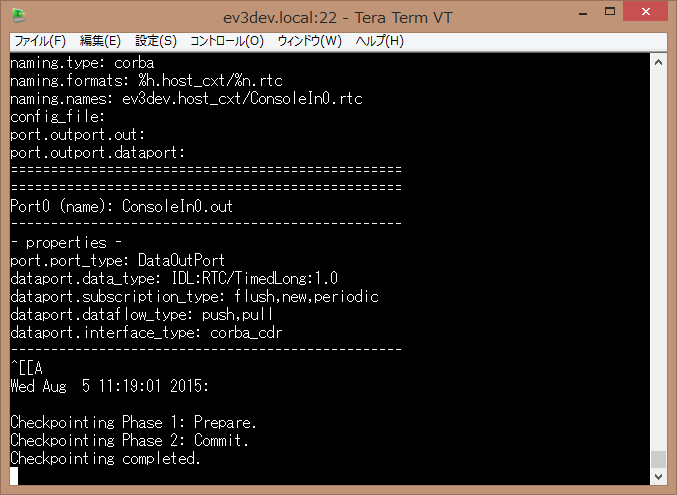 ev3dev.local:22 - Tera Term VT
ファイル(F) 編集(E) 設定(S) コントロール(O) ウィンドウ(W) ヘルプ(H)
naming.type: corba
naming.formats: %h.host_cxt/%n.rtc
naming.names: ev3dev.host_cxt/ConsoleIn0.rtc
config_file:
port.outport.out:
port.outport.dataport:
=================================================
=================================================
Port0 (name): ConsoleIn0.out
-------------------------------------------------
- properties -
port.port_type: DataOutPort
dataport.data_type: IDL:RTC/TimedLong:1.0
dataport.subscription_type: flush,new,periodic
dataport.dataflow_type: push,pull
dataport.interface_type: corba_cdr
-------------------------------------------------
^[[A
Wed Aug  5 11:19:01 2015:
Checkpointing Phase 1: Prepare.
Checkpointing Phase 2: Commit.
Checkpointing completed.